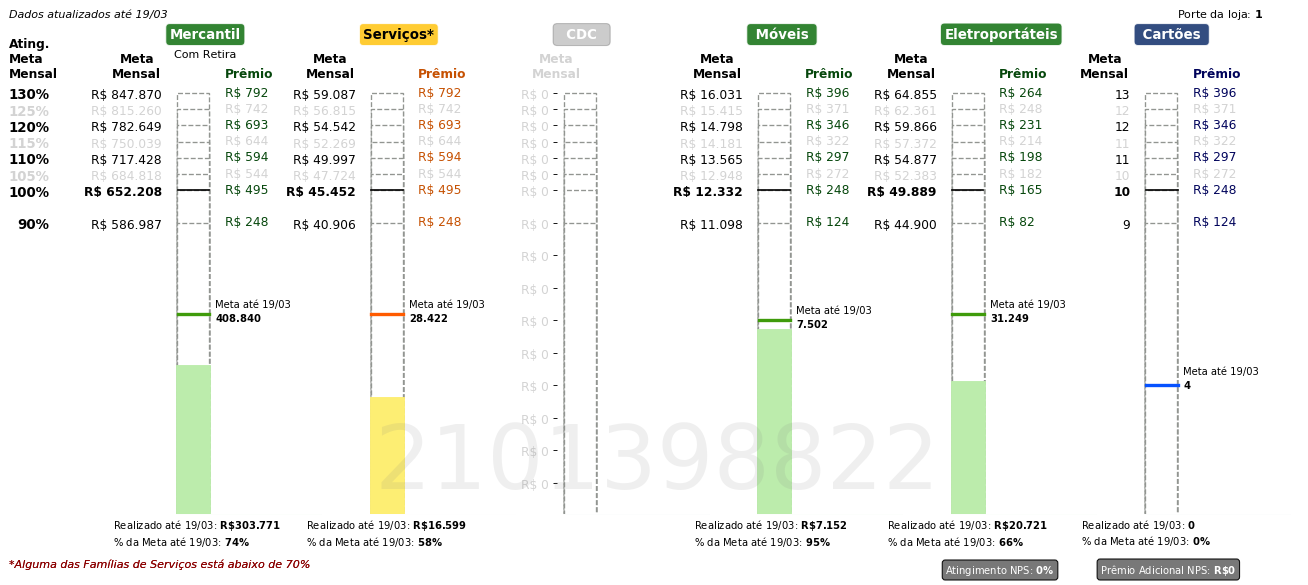 Dados atualizados até 19/03 Porte da loja: 1
Mercantil Serviços* CDC Móveis Eletroportáteis Cartões
Ating. Meta Mensal Meta Mensal Com Retira Prêmio Meta Mensal Prêmio Meta Mensal Meta Mensal Prêmio Meta Mensal Prêmio Meta Mensal Prêmio
130% R$ 847.870 R$ 792 R$ 59.087 R$ 792 R$ 0 R$ 16.031 R$ 396 R$ 64.855 R$ 264 13 R$ 396
125% R$ 815.260 R$ 742 R$ 56.815 R$ 742 R$ 0 R$ 15.415 R$ 371 R$ 62.361 R$ 248 12 R$ 371
120% R$ 782.649 R$ 693 R$ 54.542 R$ 693 R$ 0 R$ 14.798 R$ 346 R$ 59.866 R$ 231 12 R$ 346
115% R$ 750.039 R$ 644 R$ 52.269 R$ 644 R$ 0 R$ 14.181 R$ 322 R$ 57.372 R$ 214 11 R$ 322
110% R$ 717.428 R$ 594 R$ 49.997 R$ 594 R$ 0 R$ 13.565 R$ 297 R$ 54.877 R$ 198 11 R$ 297
105% R$ 684.818 R$ 544 R$ 47.724 R$ 544 R$ 0 R$ 12.948 R$ 272 R$ 52.383 R$ 182 10 R$ 272
100% R$ 652.208 R$ 495 R$ 45.452 R$ 495 R$ 0 R$ 12.332 R$ 248 R$ 49.889 R$ 165 10 R$ 248
90% R$ 586.987 R$ 248 R$ 40.906 R$ 248 R$ 0 R$ 11.098 R$ 124 R$ 44.900 R$ 82 9 R$ 124
R$ 0
R$ 0
Meta até 19/03 408.840 Meta até 19/03 28.422 R$ 0 Meta até 19/03 7.502 Meta até 19/03 31.249
R$ 0
R$ 0 Meta até 19/03 4
R$ 0
R$ 0
R$ 0
2101398822
Realizado até 19/03: R$303.771 Realizado até 19/03: R$16.599 Realizado até 19/03: R$7.152 Realizado até 19/03: R$20.721 Realizado até 19/03: 0
% da Meta até 19/03: 74% % da Meta até 19/03: 58% % da Meta até 19/03: 95% % da Meta até 19/03: 66% % da Meta até 19/03: 0%
*Alguma das Famílias de Serviços está abaixo de 70% Atingimento NPS: 0% Prêmio Adicional NPS: R$0